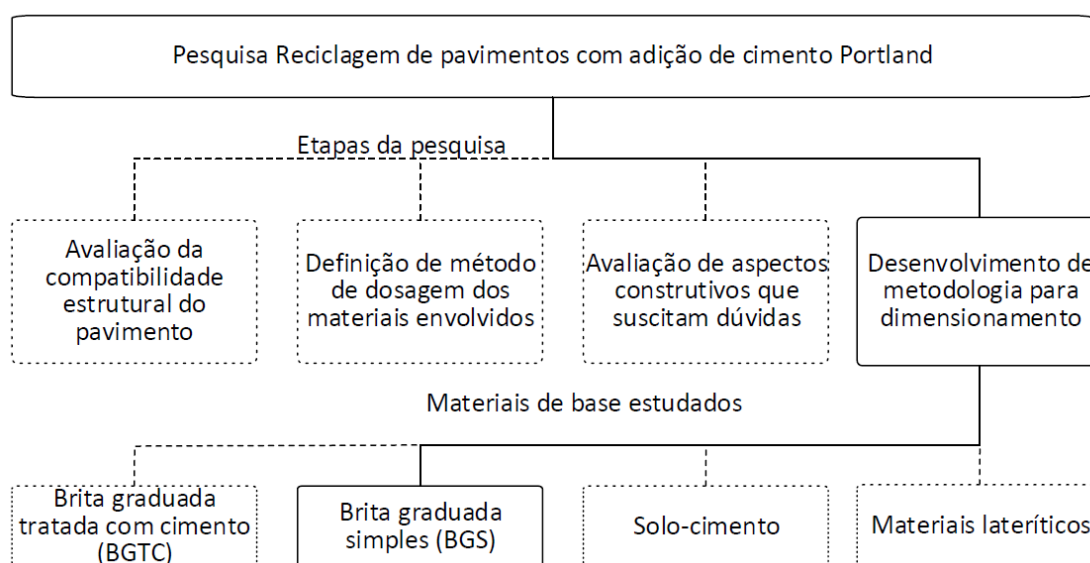 Pesquisa Reciclagem de pavimentos com adição de cimento Portland
Etapas da pesquisa
Avaliação da
compatibilidade
estrutural do
pavimento
Definição de método
de dosagem dos
materiais envolvidos
Avaliação de aspectos
construtivos que
suscitam dúvidas
Desenvolvimento de
metodologia para
dimensionamento
Materiais de base estudados
Brita graduada
tratada com cimento
(BGTC)
Brita graduada
simples (BGS)
Solo-cimento
Materiais lateríticos